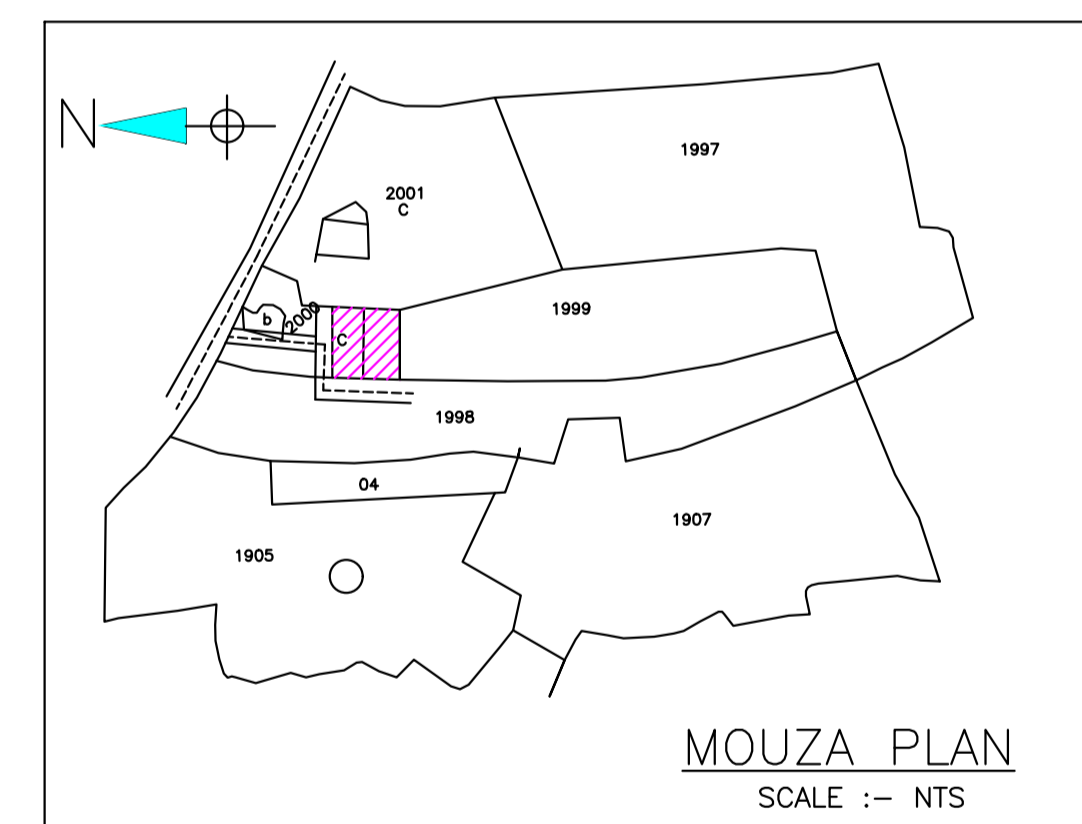 N
1997
2001
C
1999
b
2000
C
1998
04
1907
1905
MOUZA PLAN
SCALE :- NTS